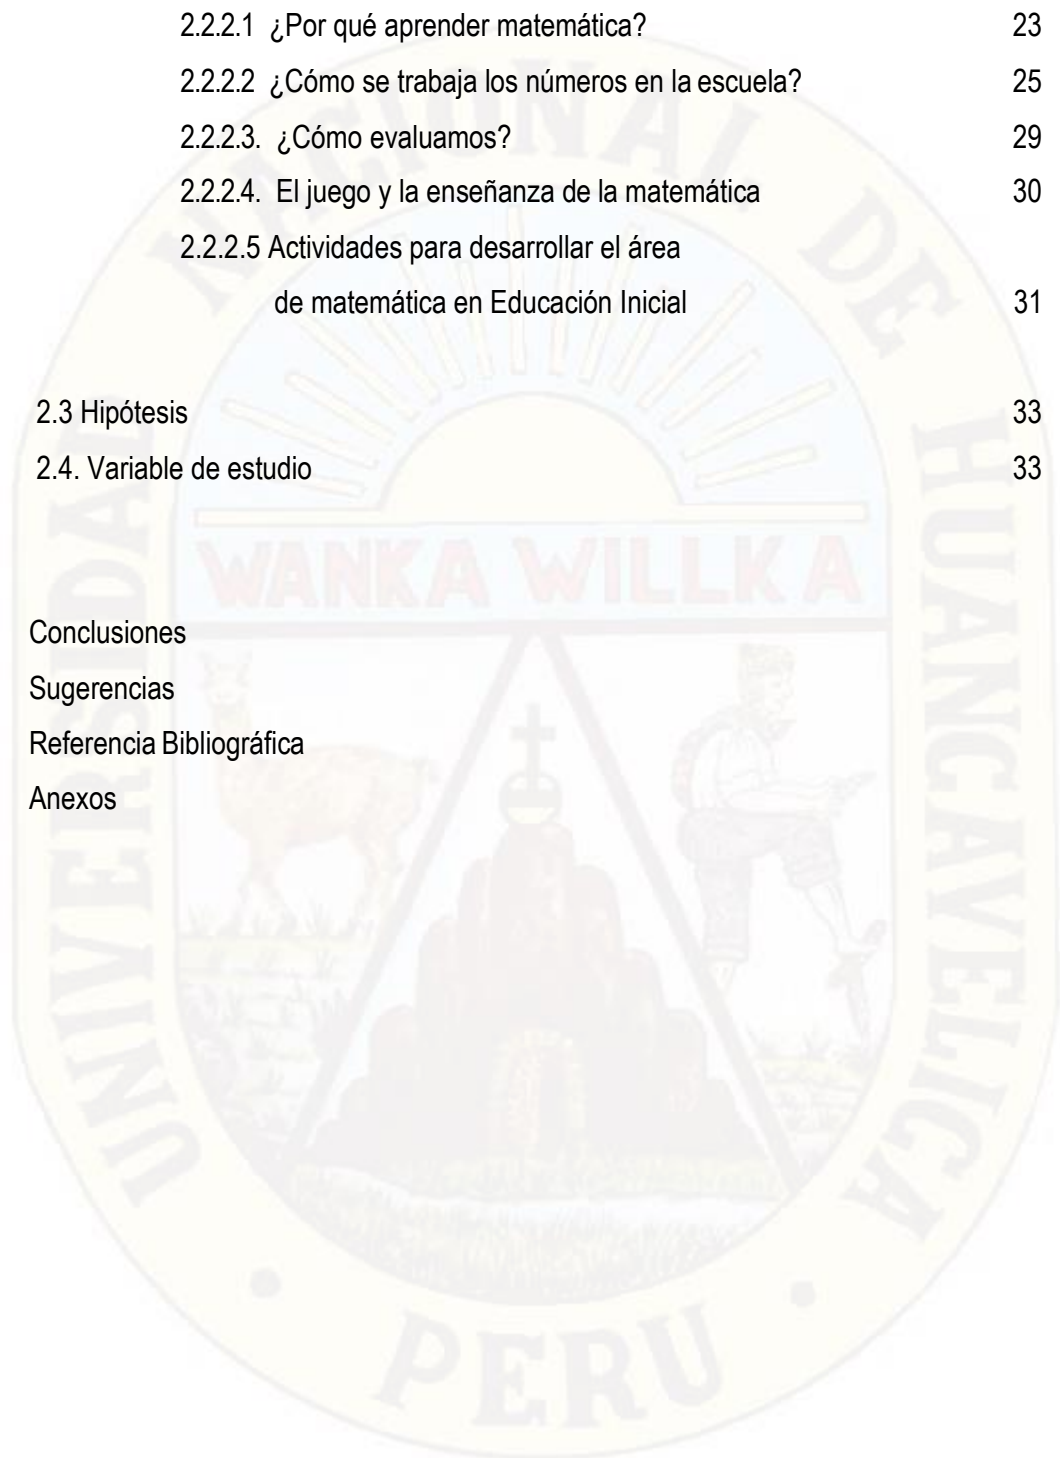 2.2.2.1 ¿Por qué aprender matemática? 23
2.2.2.2 ¿Cómo se trabaja los números en la escuela? 25
2.2.2.3. ¿Cómo evaluamos? 29
2.2.2.4. El juego y la enseñanza de la matemática 30
2.2.2.5 Actividades para desarrollar el área
de matemática en Educación Inicial 31
2.3 Hipótesis 33
2.4. Variable de estudio 33
Conclusiones
Sugerencias
Referencia Bibliográfica
Anexos
UNIVERSIDAD NACIONAL DE HUANCAVELICA
WANKA WILLKA
• PERU •